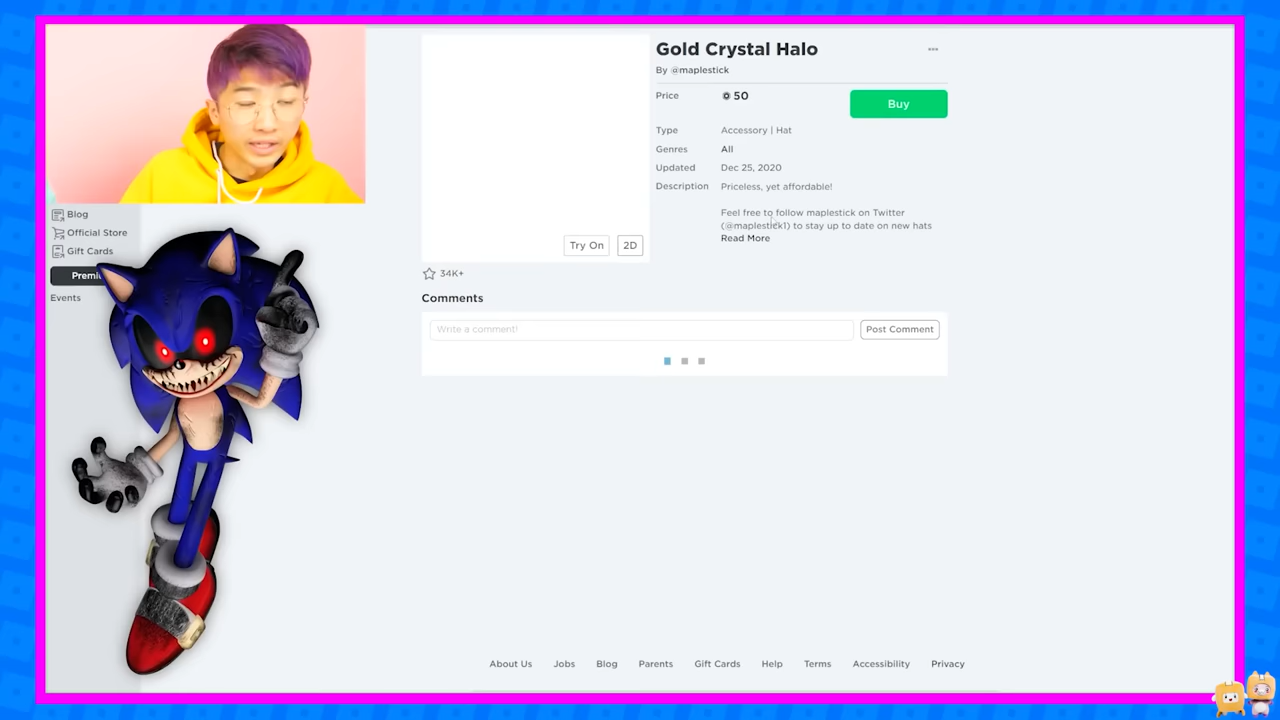 Gold Crystal Halo
By @maplestick
Price 50
Buy
Type Accessory | Hat
Genres All
Updated Dec 25, 2020
Description Priceless, yet affordable!
Feel free to follow maplestick on Twitter
(@maplestick1) to stay up to date on new hats
Read More
Try On 2D
34K+
Comments
Write a comment! Post Comment
Blog
Official Store
Gift Cards
Premi
Events
About Us Jobs Blog Parents Gift Cards Help Terms Accessibility Privacy